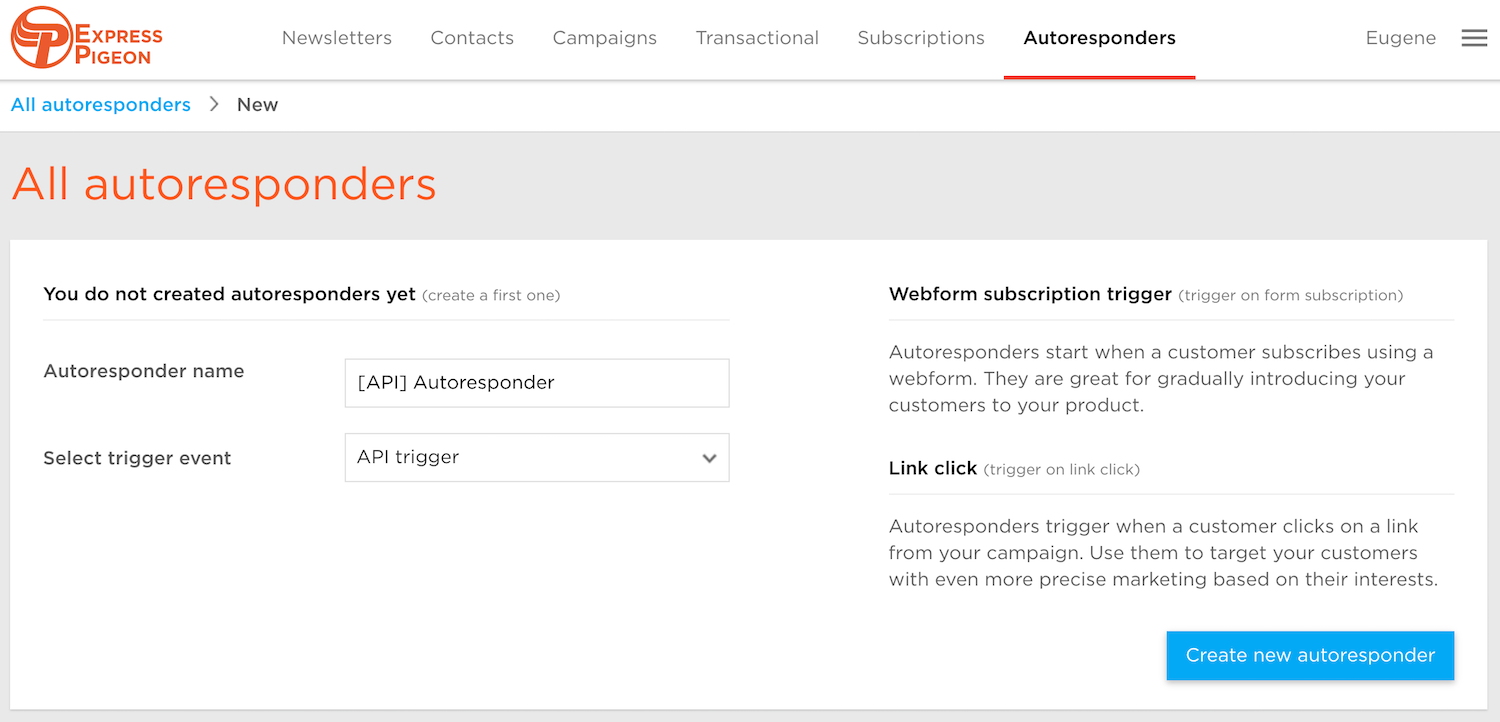 EXPRESS
PIGEON
Newsletters Contacts Campaigns Transactional Subscriptions Autoresponders Eugene
All autoresponders > New
All autoresponders
You do not created autoresponders yet (create a first one)
Autoresponder name
[API] Autoresponder
Select trigger event
API trigger
Webform subscription trigger (trigger on form subscription)
Autoresponders start when a customer subscribes using a
webform. They are great for gradually introducing your
customers to your product.
Link click (trigger on link click)
Autoresponders trigger when a customer clicks on a link
from your campaign. Use them to target your customers
with even more precise marketing based on their interests.
Create new autoresponder